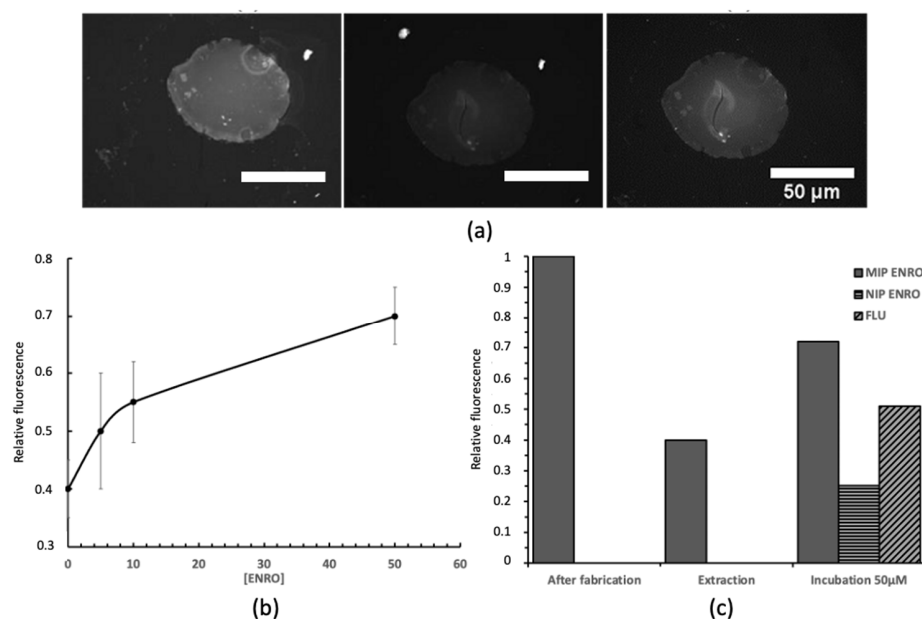 50 µm
(a)
0.8
0.7
0.6
0.5
0.4
0.3
0
10
20
30
40
50
60
Relative fluorescence
[ENRO]
(b)
1
0.9
0.8
0.7
0.6
0.5
0.4
0.3
0.2
0.1
0
Relative fluorescence
After fabrication
Extraction
Incubation 50µM
MIP ENRO
NIP ENRO
FLU
(c)